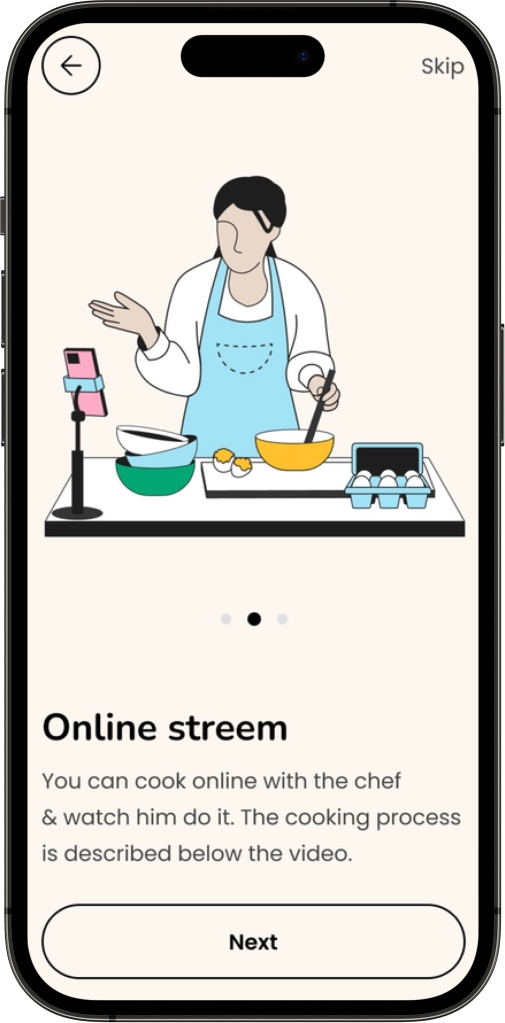 Skip
Online streem
You can cook online with the chef
& watch him do it. The cooking process
is described below the video.
Next